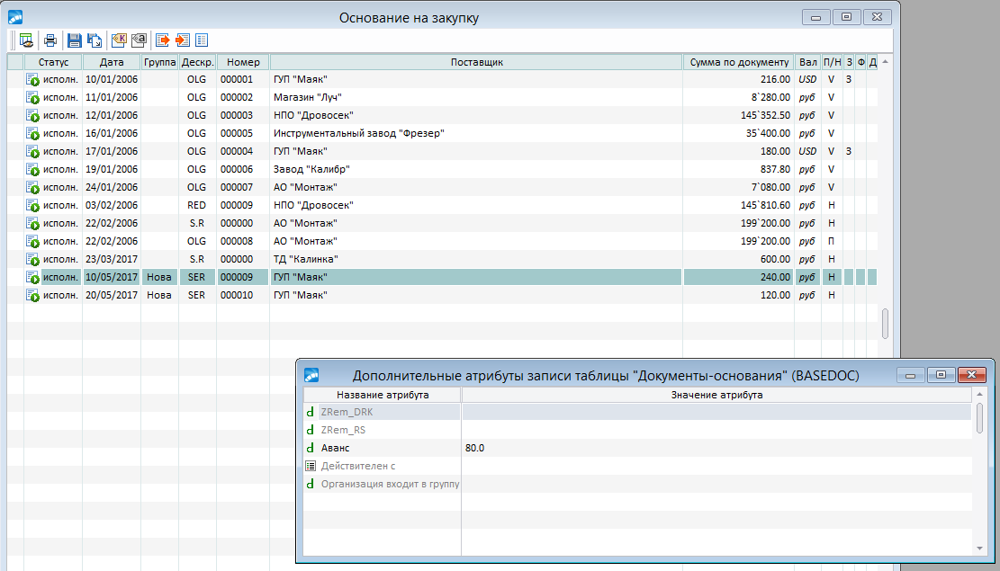 Основание на закупку
Статус Дата Группа Дескр. Номер Поставщик Сумма по документу Вал П/Н З Ф Д
исполн. 10/01/2006 OLG 000001 ГУП "Маяк" 216.00 USD V З
исполн. 11/01/2006 OLG 000002 Магазин "Луч" 8`280.00 руб V
исполн. 12/01/2006 OLG 000003 НПО "Дровосек" 145`352.50 руб V
исполн. 16/01/2006 OLG 000005 Инструментальный завод "Фрезер" 35`400.00 руб V
исполн. 17/01/2006 OLG 000004 ГУП "Маяк" 180.00 USD V З
исполн. 19/01/2006 OLG 000006 Завод "Калибр" 837.80 руб V
исполн. 24/01/2006 OLG 000007 АО "Монтаж" 7`080.00 руб V
исполн. 03/02/2006 RED 000009 НПО "Дровосек" 145`810.60 руб Н
исполн. 22/02/2006 S.R 000000 АО "Монтаж" 199`200.00 руб Н
исполн. 22/02/2006 OLG 000008 АО "Монтаж" 199`200.00 руб П
исполн. 23/03/2017 S.R 000000 ТД "Калинка" 600.00 руб Н
исполн. 10/05/2017 Нова SER 000009 ГУП "Маяк" 240.00 руб Н
исполн. 20/05/2017 Нова SER 000010 ГУП "Маяк" 120.00 руб Н
Дополнительные атрибуты записи таблицы "Документы-основания" (BASEDOC)
Название атрибута Значение атрибута
d ZRem_DRK
d ZRem_RS
d Аванс 80.0
Действителен с
d Организация входит в группу